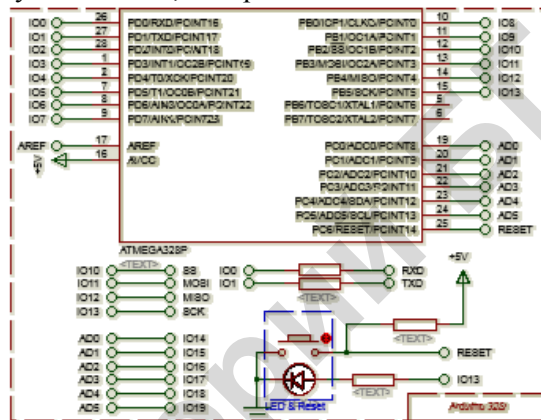 IO0 26 PD0/RXD/PCINT16 PB0/ICP1/CLKO/PCINT0 10 IO8
IO1 27 PD1/TXD/PCINT17 PB1/OC1A/PCINT1 11 IO9
IO2 28 PD2/INT0/PCINT18 PB2/SS/OC1B/PCINT2 12 IO10
IO3 1 PD3/INT1/OC2B/PCINT19 PB3/MOSI/OC2A/PCINT3 13 IO11
IO4 2 PD4/T0/XCK/PCINT20 PB4/MISO/PCINT4 14 IO12
IO5 7 PD5/T1/OC0B/PCINT21 PB5/SCK/PCINT5 15 IO13
IO6 8 PD6/AIN0/OC0A/PCINT22 PB6/TOSC1/XTAL1/PCINT6 5
IO7 9 PD7/AIN1/PCINT23 PB7/TOSC2/XTAL2/PCINT7 6
AREF 17 AREF PC0/ADC0/PCINT8 19 AD0
+5V 16 AVCC PC1/ADC1/PCINT9 20 AD1
PC2/ADC2/PCINT10 21 AD2
PC3/ADC3/PCINT11 22 AD3
PC4/ADC4/SDA/PCINT12 23 AD4
PC5/ADC5/SCL/PCINT13 24 AD5
PC6/RESET/PCINT14 25 RESET
ATMEGA328P
<TEXT>
IO10 SS IO0 RXD +5V
IO11 MOSI IO1 TXD
IO12 MISO <TEXT>
IO13 SCK
<TEXT>
AD0 IO14
AD1 IO15 RESET
AD2 IO16
AD3 IO17 IO13
AD4 IO18 <TEXT>
AD5 IO19 LED & Reset Arduino 328